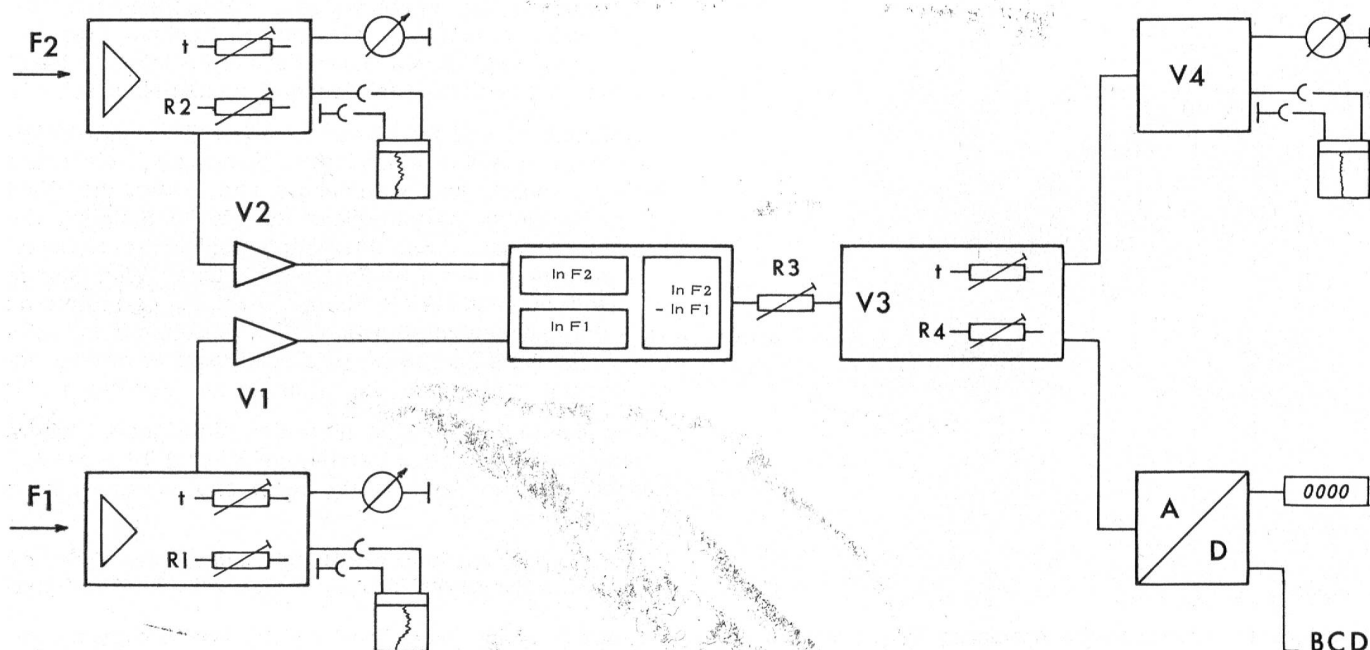 F2
t
R2
V2
V1
F1
t
R1
ln F2
ln F1
ln F2
- ln F1
R3
V3
t
R4
V4
A
D
0000
BCD